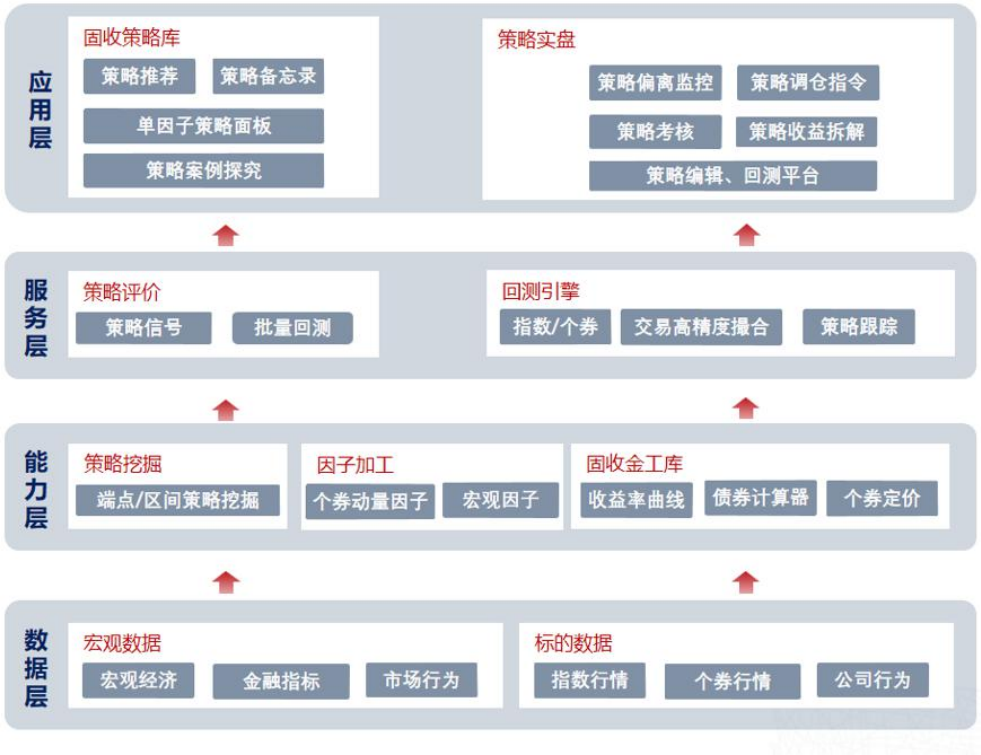 应用层
固收策略库
策略推荐
策略备忘录
单因子策略面板
策略案例探究
策略实盘
策略偏离监控
策略调仓指令
策略考核
策略收益拆解
策略编辑、回测平台
服务层
策略评价
策略信号
批量回测
回测引擎
指数/个券
交易高精度撮合
策略跟踪
能力层
策略挖掘
端点/区间策略挖掘
因子加工
个券动量因子
宏观因子
固收金工库
收益率曲线
债券计算器
个券定价
数据层
宏观数据
宏观经济
金融指标
市场行为
标的数据
指数行情
个券行情
公司行为